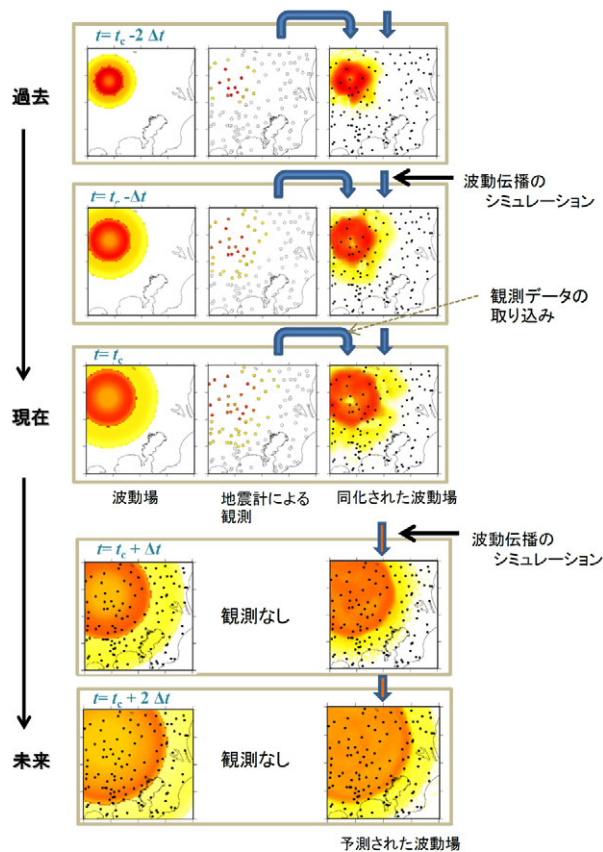 t= tc -2 Δt
過去
t= tc -Δt
波動伝播の
シミュレーション
観測データの
取り込み
t= tc
現在
波動場
地震計による
観測
同化された波動場
t= tc + Δt
波動伝播の
シミュレーション
観測なし
t= tc + 2 Δt
未来
観測なし
予測された波動場